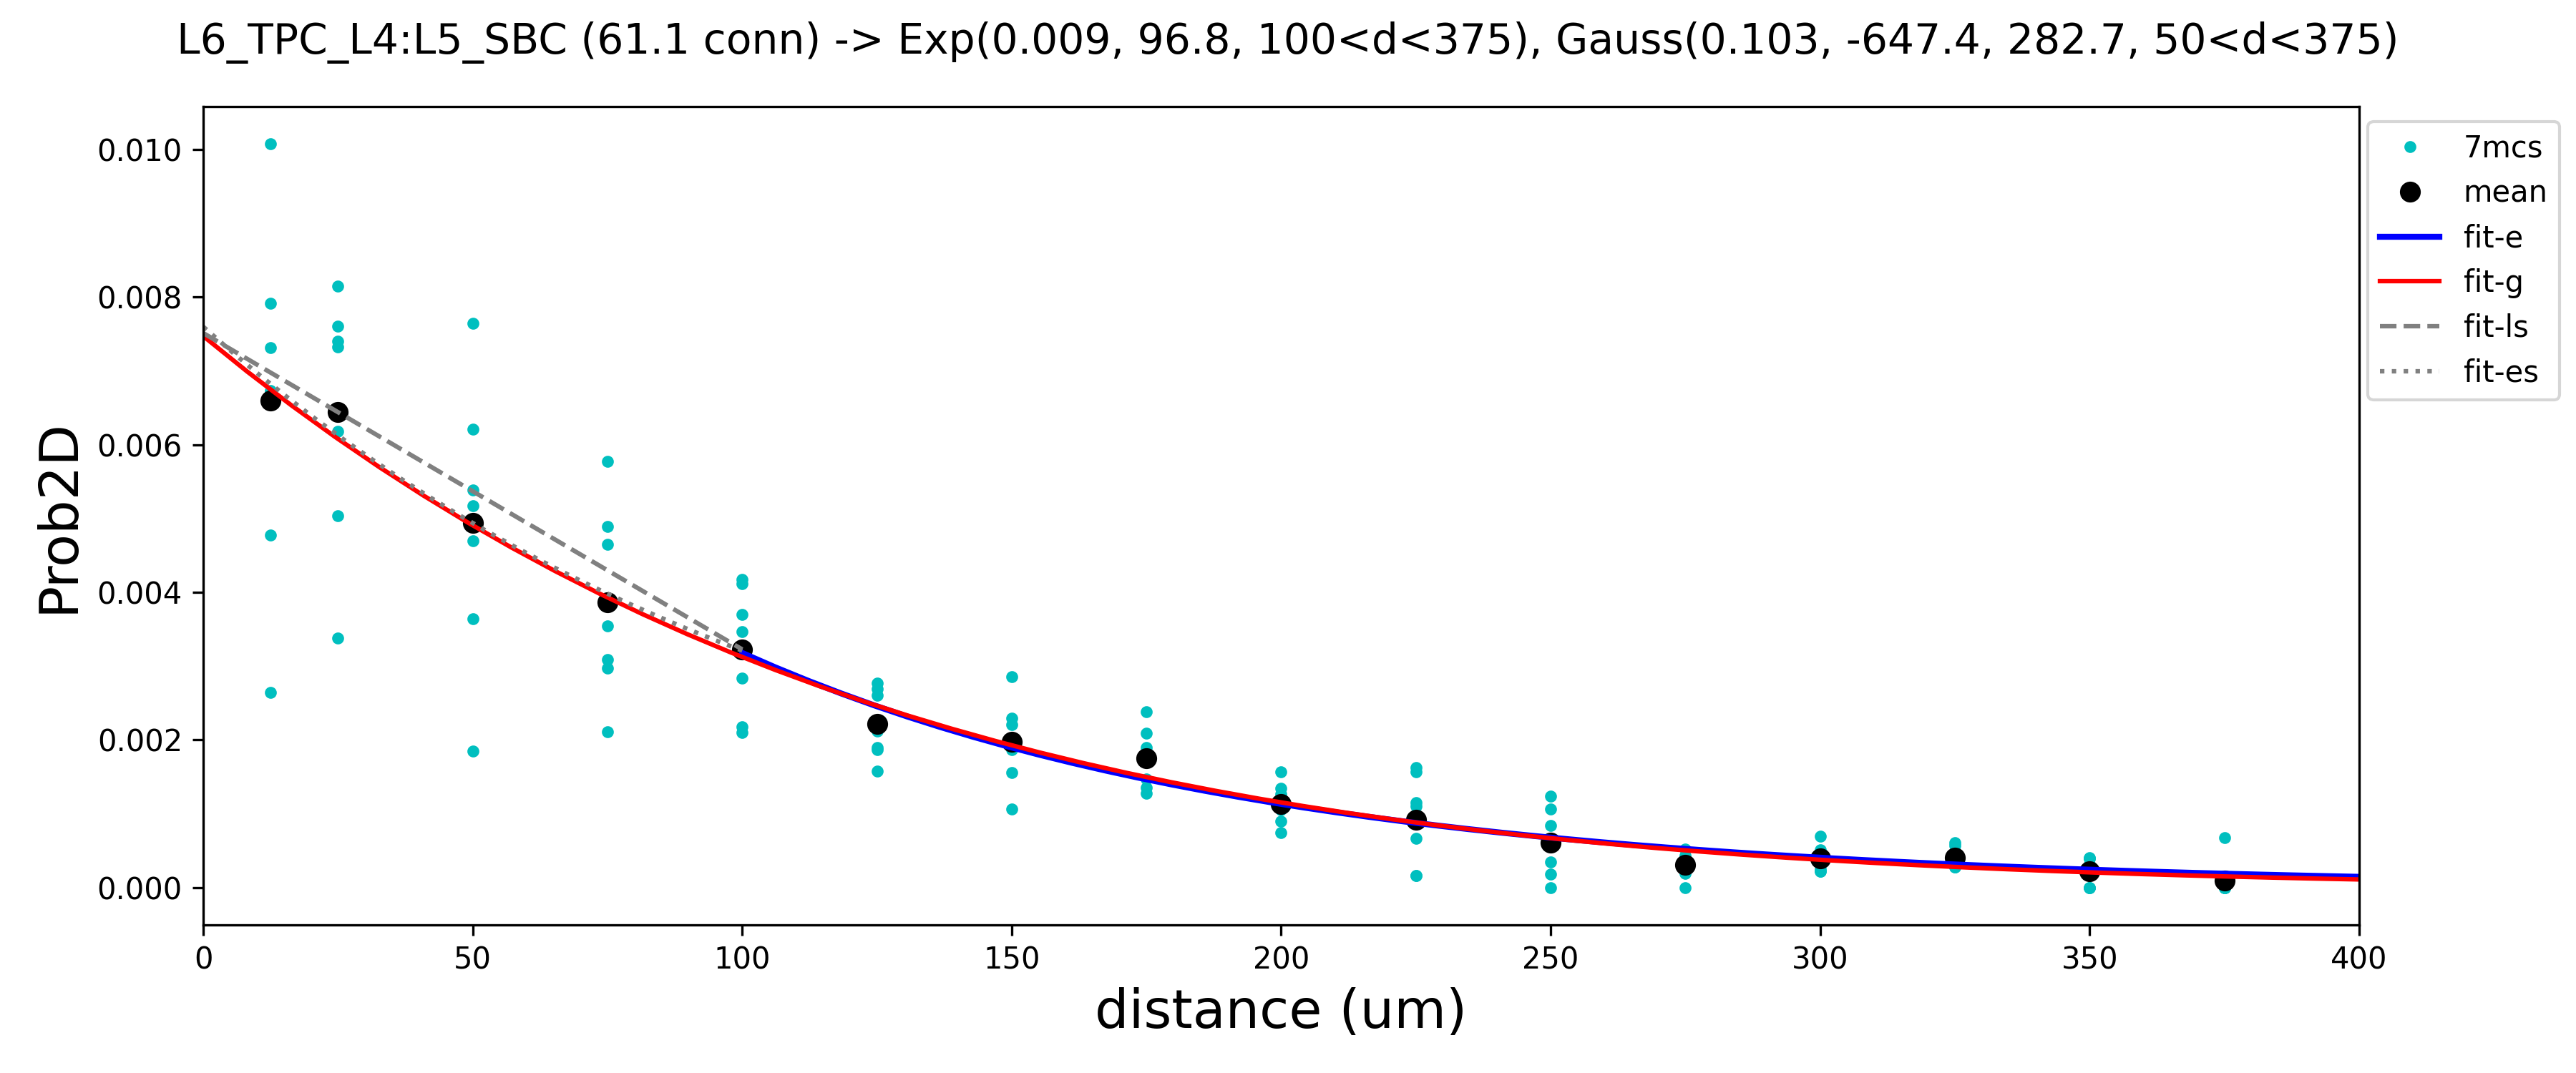 L6_TPC_L4:L5_SBC (61.1 conn) -> Exp(0.009, 96.8, 100<d<375), Gauss(0.103, -647.4, 282.7, 50<d<375)
0.010
0.008
0.006
0.004
0.002
0.000
Prob2D
0 50 100 150 200 250 300 350 400
distance (um)
7mcs
mean
fit-e
fit-g
fit-ls
fit-es